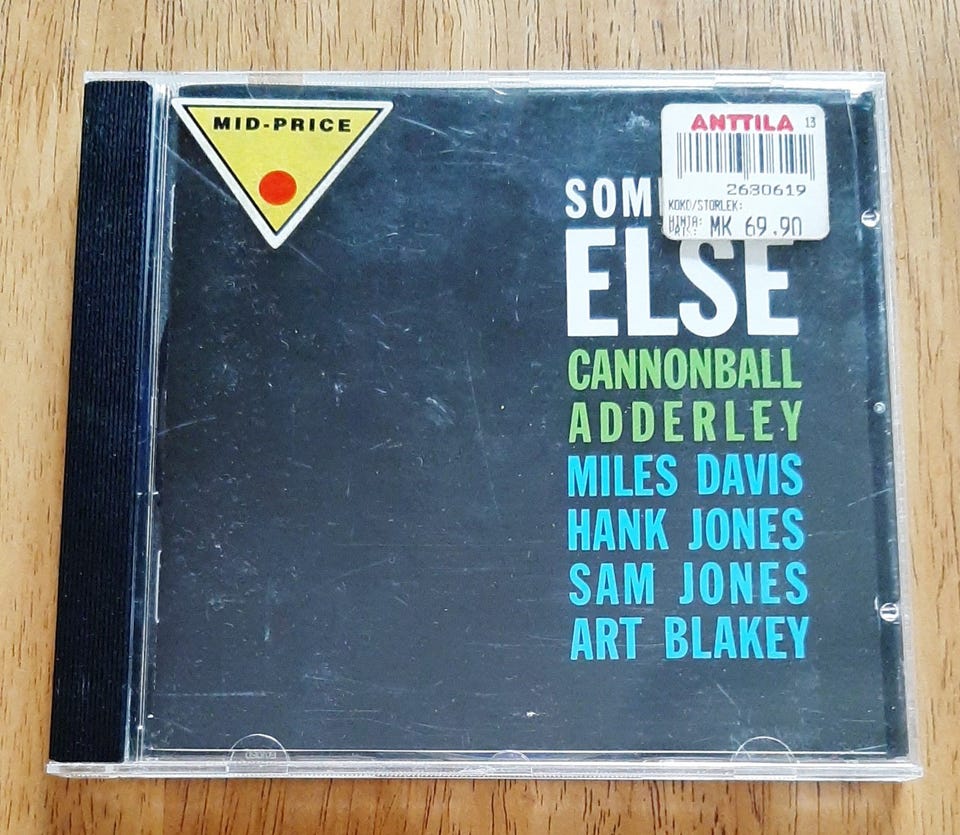 MID-PRICE
ANTTILA 13
2630619
KOKO/STORLEK:
HINTA:
MK 69.90
SOM
ELSE
CANNONBALL
ADDERLEY
MILES DAVIS
HANK JONES
SAM JONES
ART BLAKEY